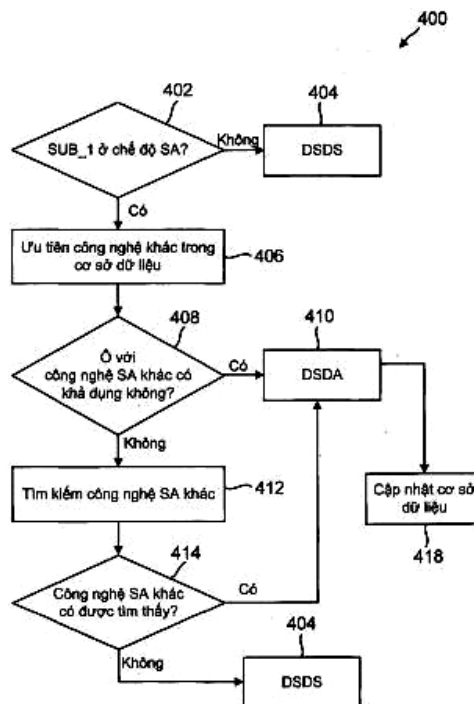 400
402
404
SUB_1 ở chế độ SA?
Không
DSDS
Có
Ưu tiên công nghệ khác trong
cơ sở dữ liệu
406
408
410
Ô với
công nghệ SA khác có
khả dụng không?
Có
DSDA
Không
Tìm kiếm công nghệ SA khác
412
Cập nhật cơ sở
dữ liệu
418
414
Công nghệ SA khác
có được tìm thấy?
Có
Không
404
DSDS